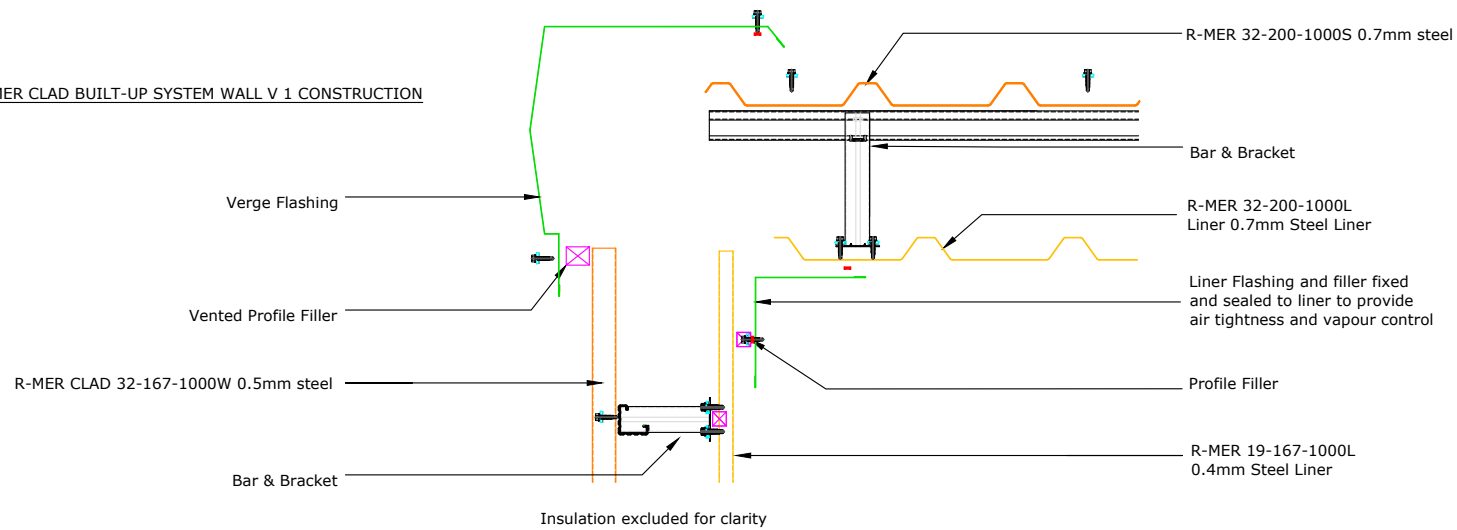 MER CLAD BUILT-UP SYSTEM WALL V 1 CONSTRUCTION
R-MER 32-200-1000S 0.7mm steel
Bar & Bracket
Verge Flashing
R-MER 32-200-1000L
Liner 0.7mm Steel Liner
Liner Flashing and filler fixed
and sealed to liner to provide
air tightness and vapour control
Vented Profile Filler
R-MER CLAD 32-167-1000W 0.5mm steel
Profile Filler
R-MER 19-167-1000L
0.4mm Steel Liner
Bar & Bracket
Insulation excluded for clarity